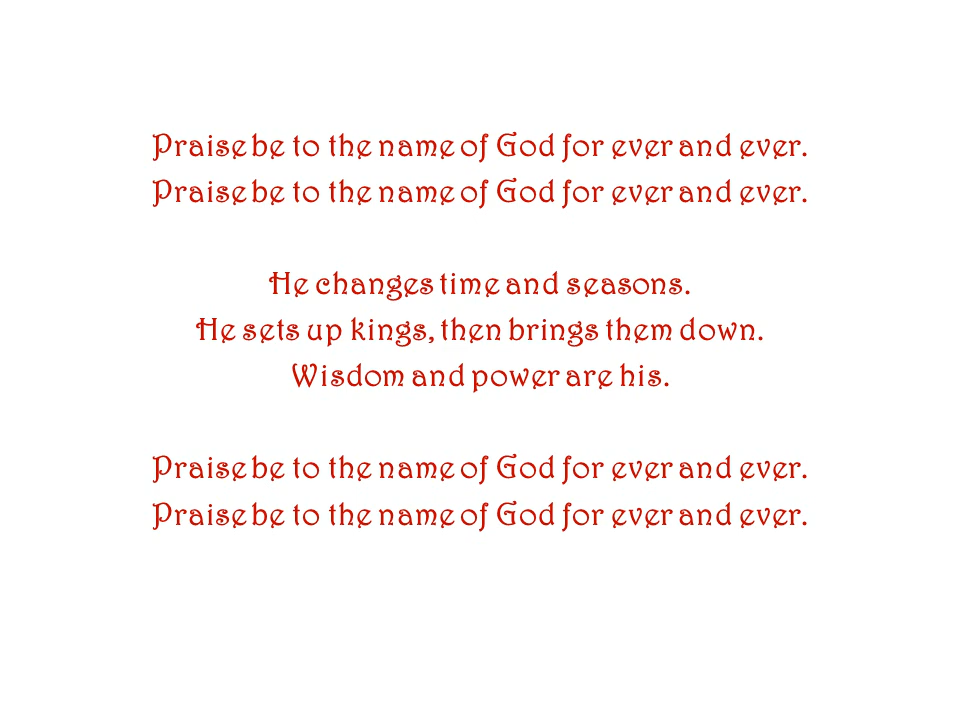 Praise be to the name of God for ever and ever.
Praise be to the name of God for ever and ever.

He changes time and seasons.
He sets up kings, then brings them down.
Wisdom and power are his.

Praise be to the name of God for ever and ever.
Praise be to the name of God for ever and ever.